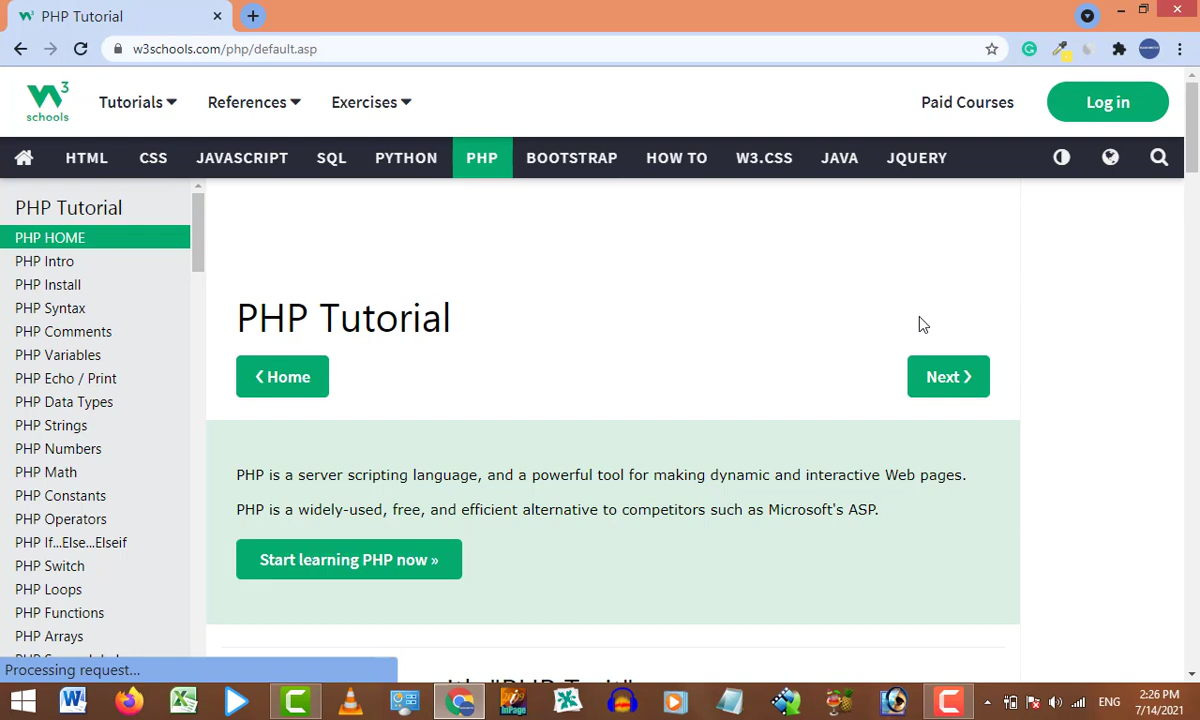 PHP Tutorial
w3schools.com/php/default.asp
W3
schools
Tutorials
References
Exercises
Paid Courses
Log in
HTML
CSS
JAVASCRIPT
SQL
PYTHON
PHP
BOOTSTRAP
HOW TO
W3.CSS
JAVA
JQUERY
PHP Tutorial
PHP HOME
PHP Intro
PHP Install
PHP Syntax
PHP Comments
PHP Variables
PHP Echo / Print
PHP Data Types
PHP Strings
PHP Numbers
PHP Math
PHP Constants
PHP Operators
PHP If...Else...Elseif
PHP Switch
PHP Loops
PHP Functions
PHP Arrays
PHP Tutorial
❮ Home
Next ❯
PHP is a server scripting language, and a powerful tool for making dynamic and interactive Web pages.
PHP is a widely-used, free, and efficient alternative to competitors such as Microsoft's ASP.
Start learning PHP now »
Processing request...
InPage
ENG
2:26 PM
7/14/2021